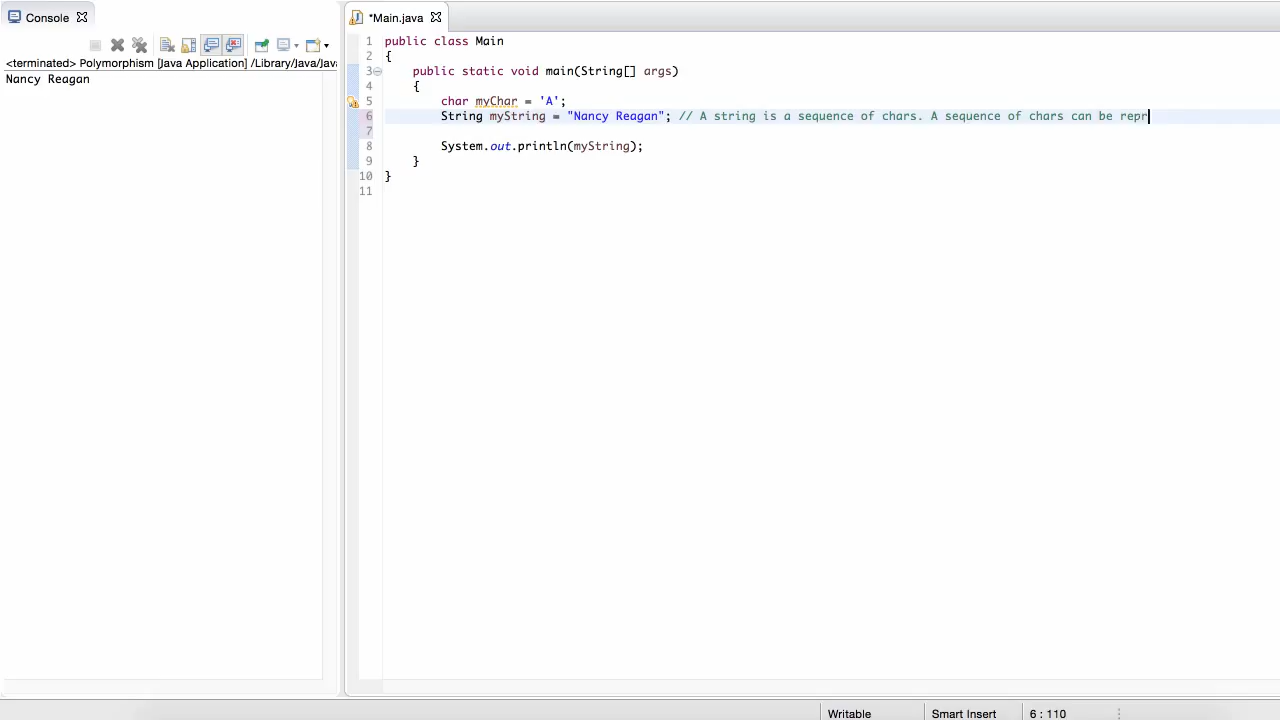 Console
<terminated> Polymorphism [Java Application] /Library/Java/Jav
Nancy Reagan
*Main.java
1 public class Main
2 {
3 public static void main(String[] args)
4 {
5 char myChar = 'A';
6 String myString = "Nancy Reagan"; // A string is a sequence of chars. A sequence of chars can be repr
7
8 System.out.println(myString);
9 }
10 }
11
Writable Smart Insert 6 : 110